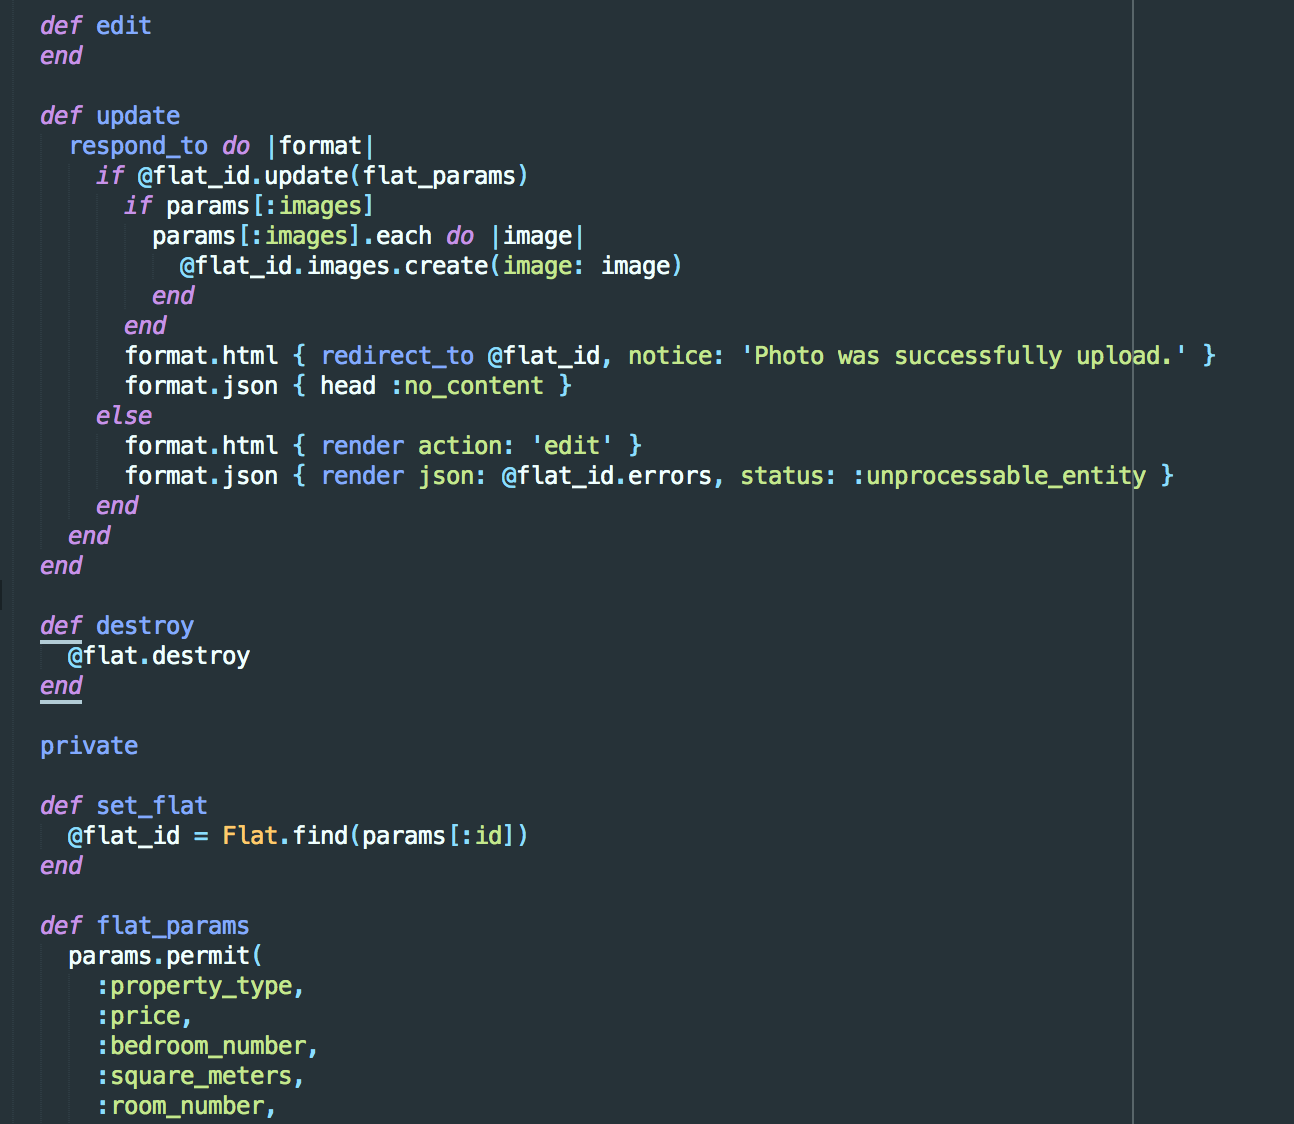 def edit
end
def update
respond_to do |format|
if @flat_id.update(flat_params)
if params[:images]
params[:images].each do |image|
@flat_id.images.create(image: image)
end
end
format.html { redirect_to @flat_id, notice: 'Photo was successfully upload.' }
format.json { head :no_content }
else
format.html { render action: 'edit' }
format.json { render json: @flat_id.errors, status: :unprocessable_entity }
end
end
end
def destroy
@flat.destroy
end
private
def set_flat
@flat_id = Flat.find(params[:id])
end
def flat_params
params.permit(
:property_type,
:price,
:bedroom_number,
:square_meters,
:room_number,